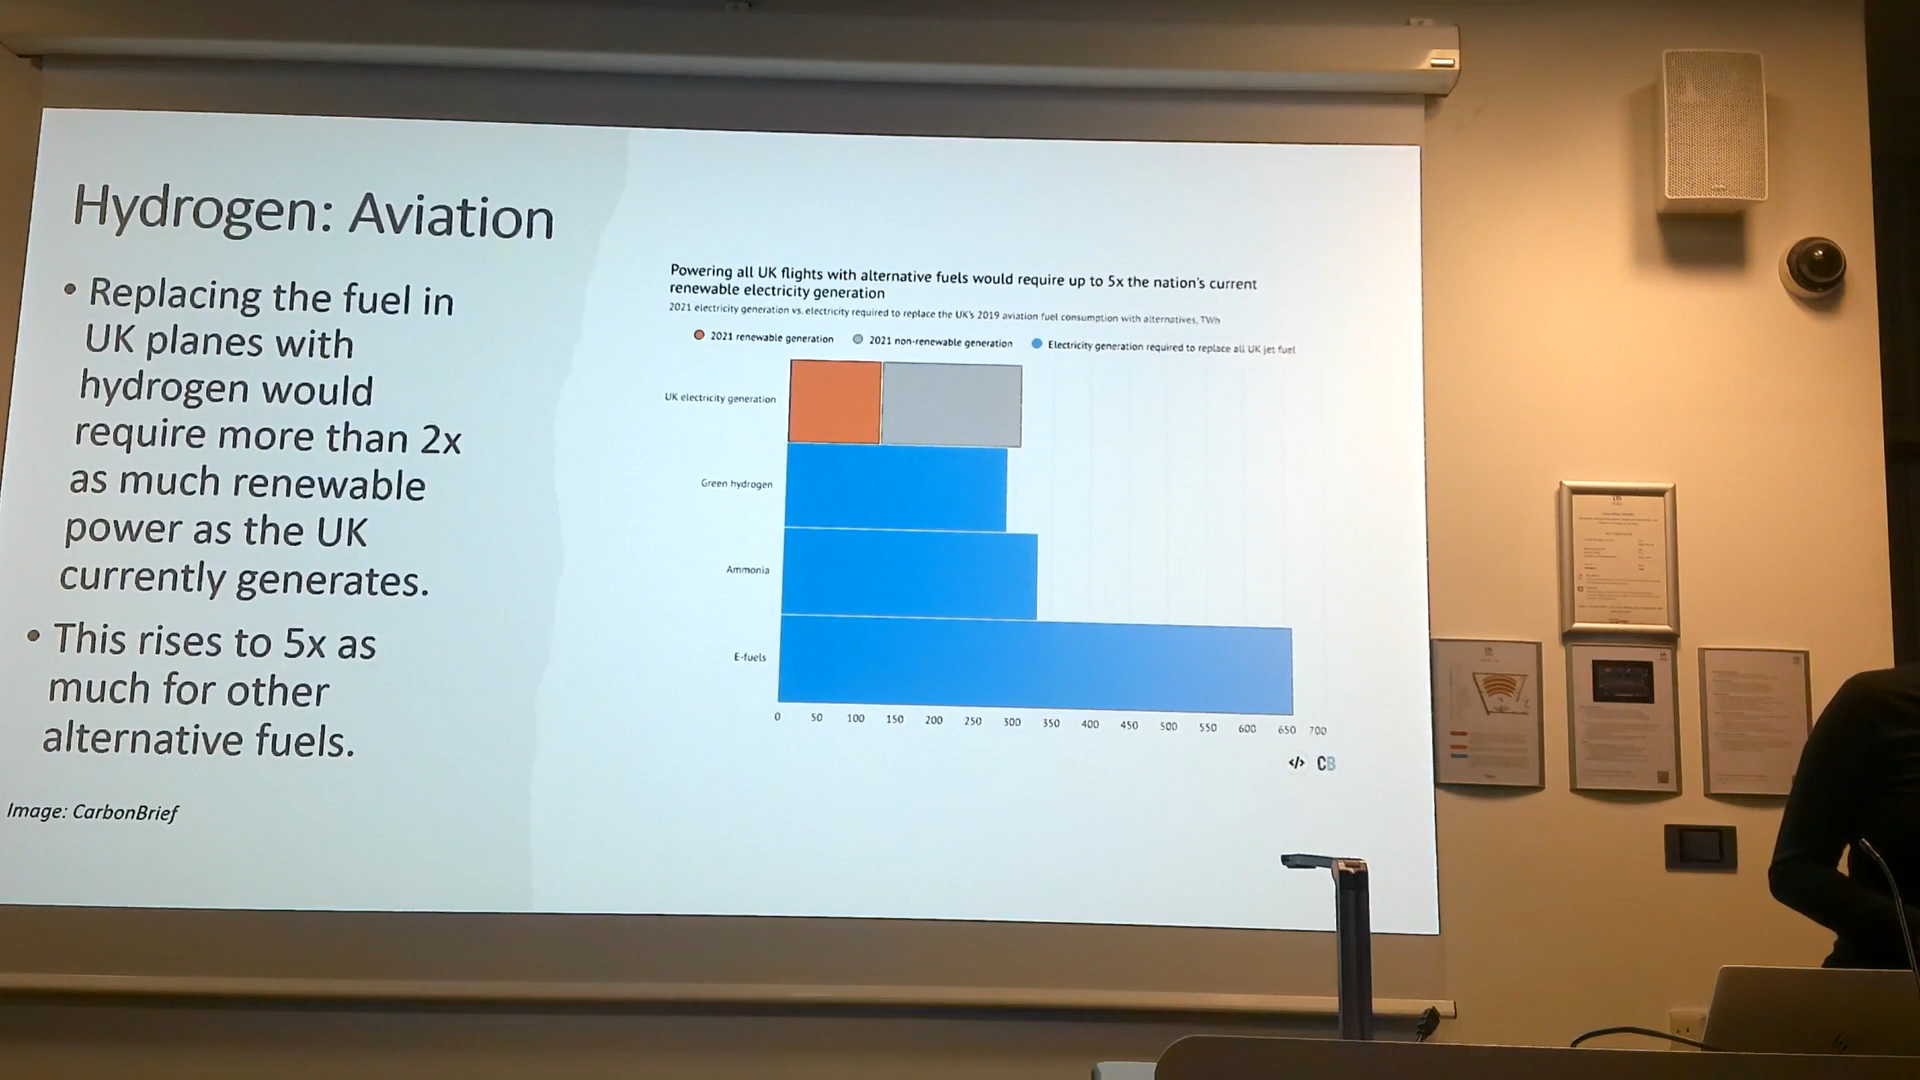 Hydrogen: Aviation
• Replacing the fuel in
UK planes with
hydrogen would
require more than 2x
as much renewable
power as the UK
currently generates.
• This rises to 5x as
much for other
alternative fuels.
Image: CarbonBrief
Powering all UK flights with alternative fuels would require up to 5x the nation's current
renewable electricity generation
2021 electricity generation vs. electricity required to replace the UK's 2019 aviation fuel consumption with alternatives, TWh
2021 renewable generation 2021 non-renewable generation Electricity generation required to replace all UK jet fuel
UK electricity generation
Green hydrogen
Ammonia
E-fuels
0 50 100 150 200 250 300 350 400 450 500 550 600 650 700
</> CB